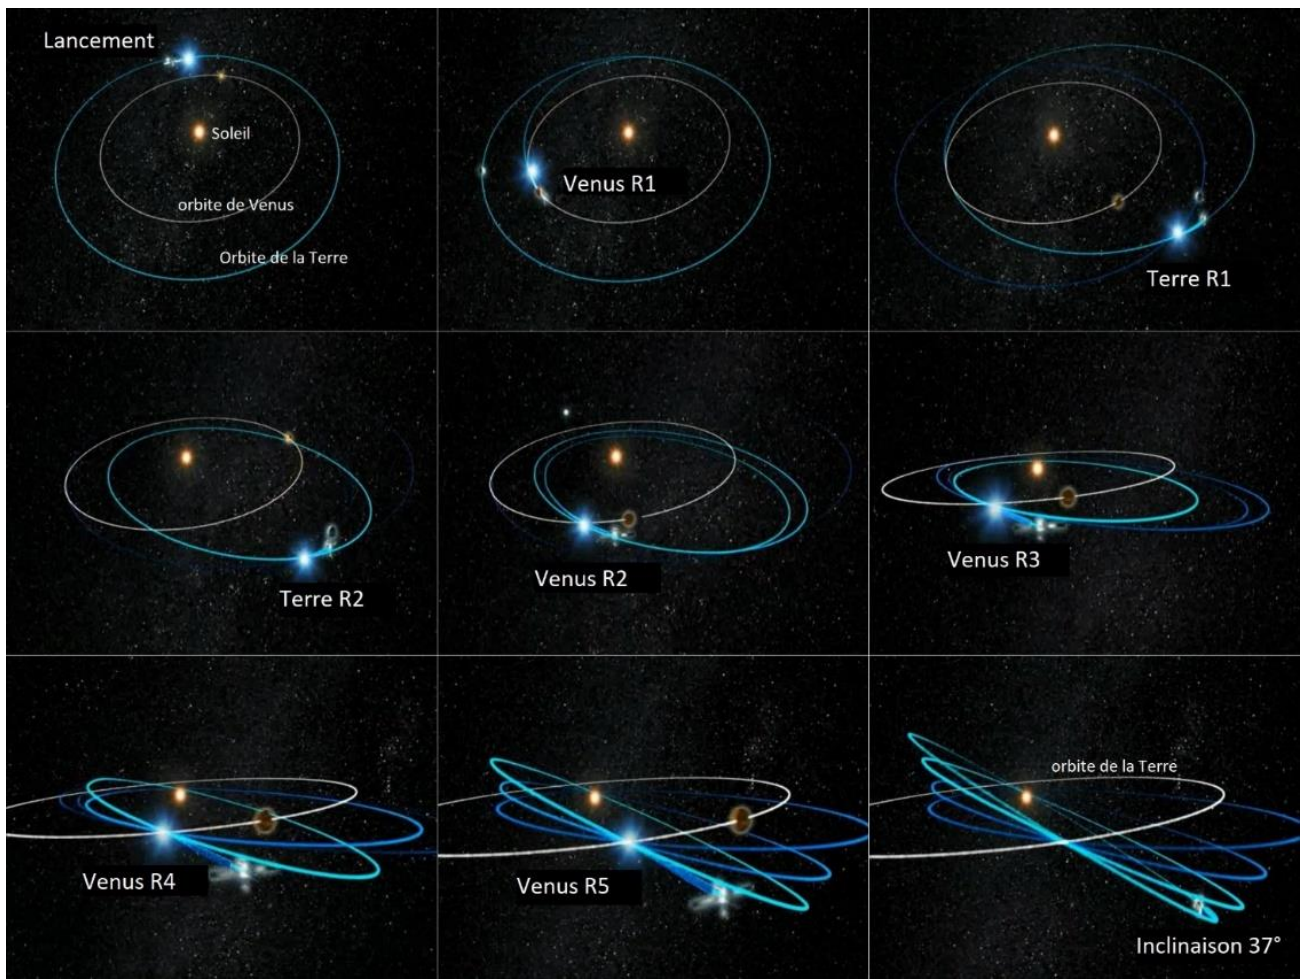 Lancement
Soleil
orbite de Venus
Orbite de la Terre
Venus R1
Terre R1
Terre R2
Venus R2
Venus R3
Venus R4
Venus R5
orbite de la Terre
Inclinaison 37°